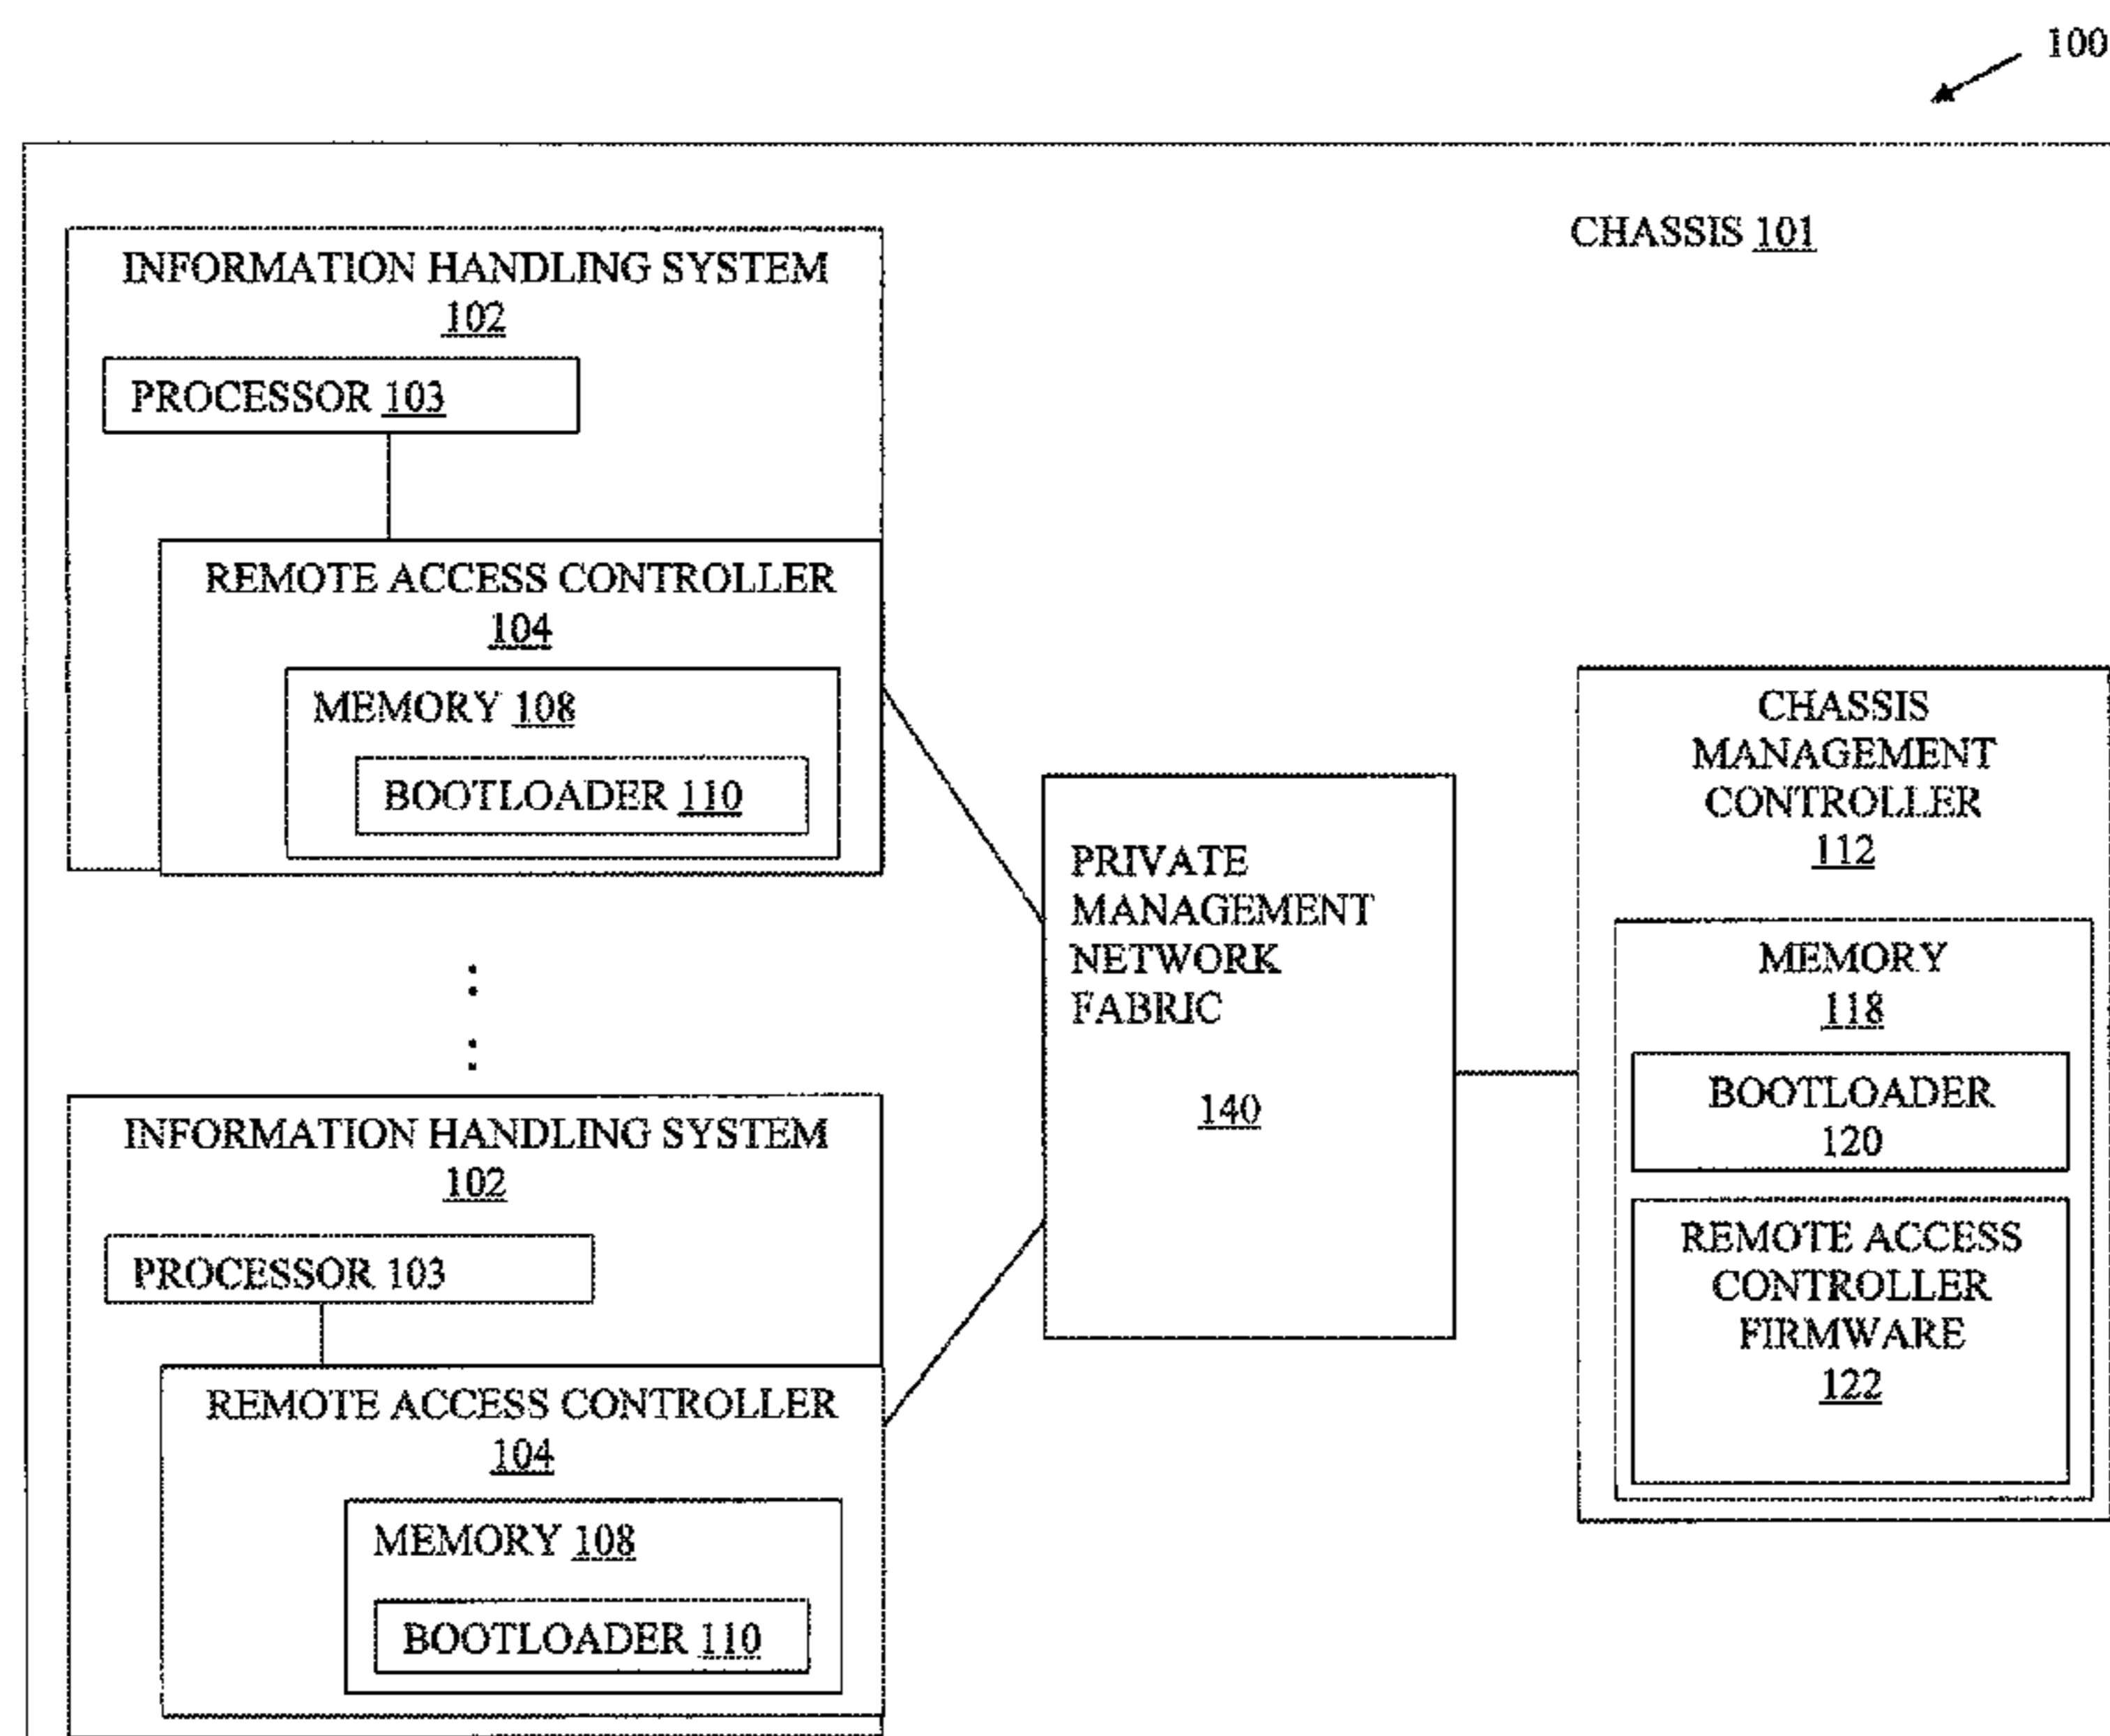 100
CHASSIS 101
INFORMATION HANDLING SYSTEM
102
PROCESSOR 103
REMOTE ACCESS CONTROLLER
104
MEMORY 108
BOOTLOADER 110
INFORMATION HANDLING SYSTEM
102
PROCESSOR 103
REMOTE ACCESS CONTROLLER
104
MEMORY 108
BOOTLOADER 110
PRIVATE
MANAGEMENT
NETWORK
FABRIC
140
CHASSIS
MANAGEMENT
CONTROLLER
112
MEMORY
118
BOOTLOADER
120
REMOTE ACCESS
CONTROLLER
FIRMWARE
122